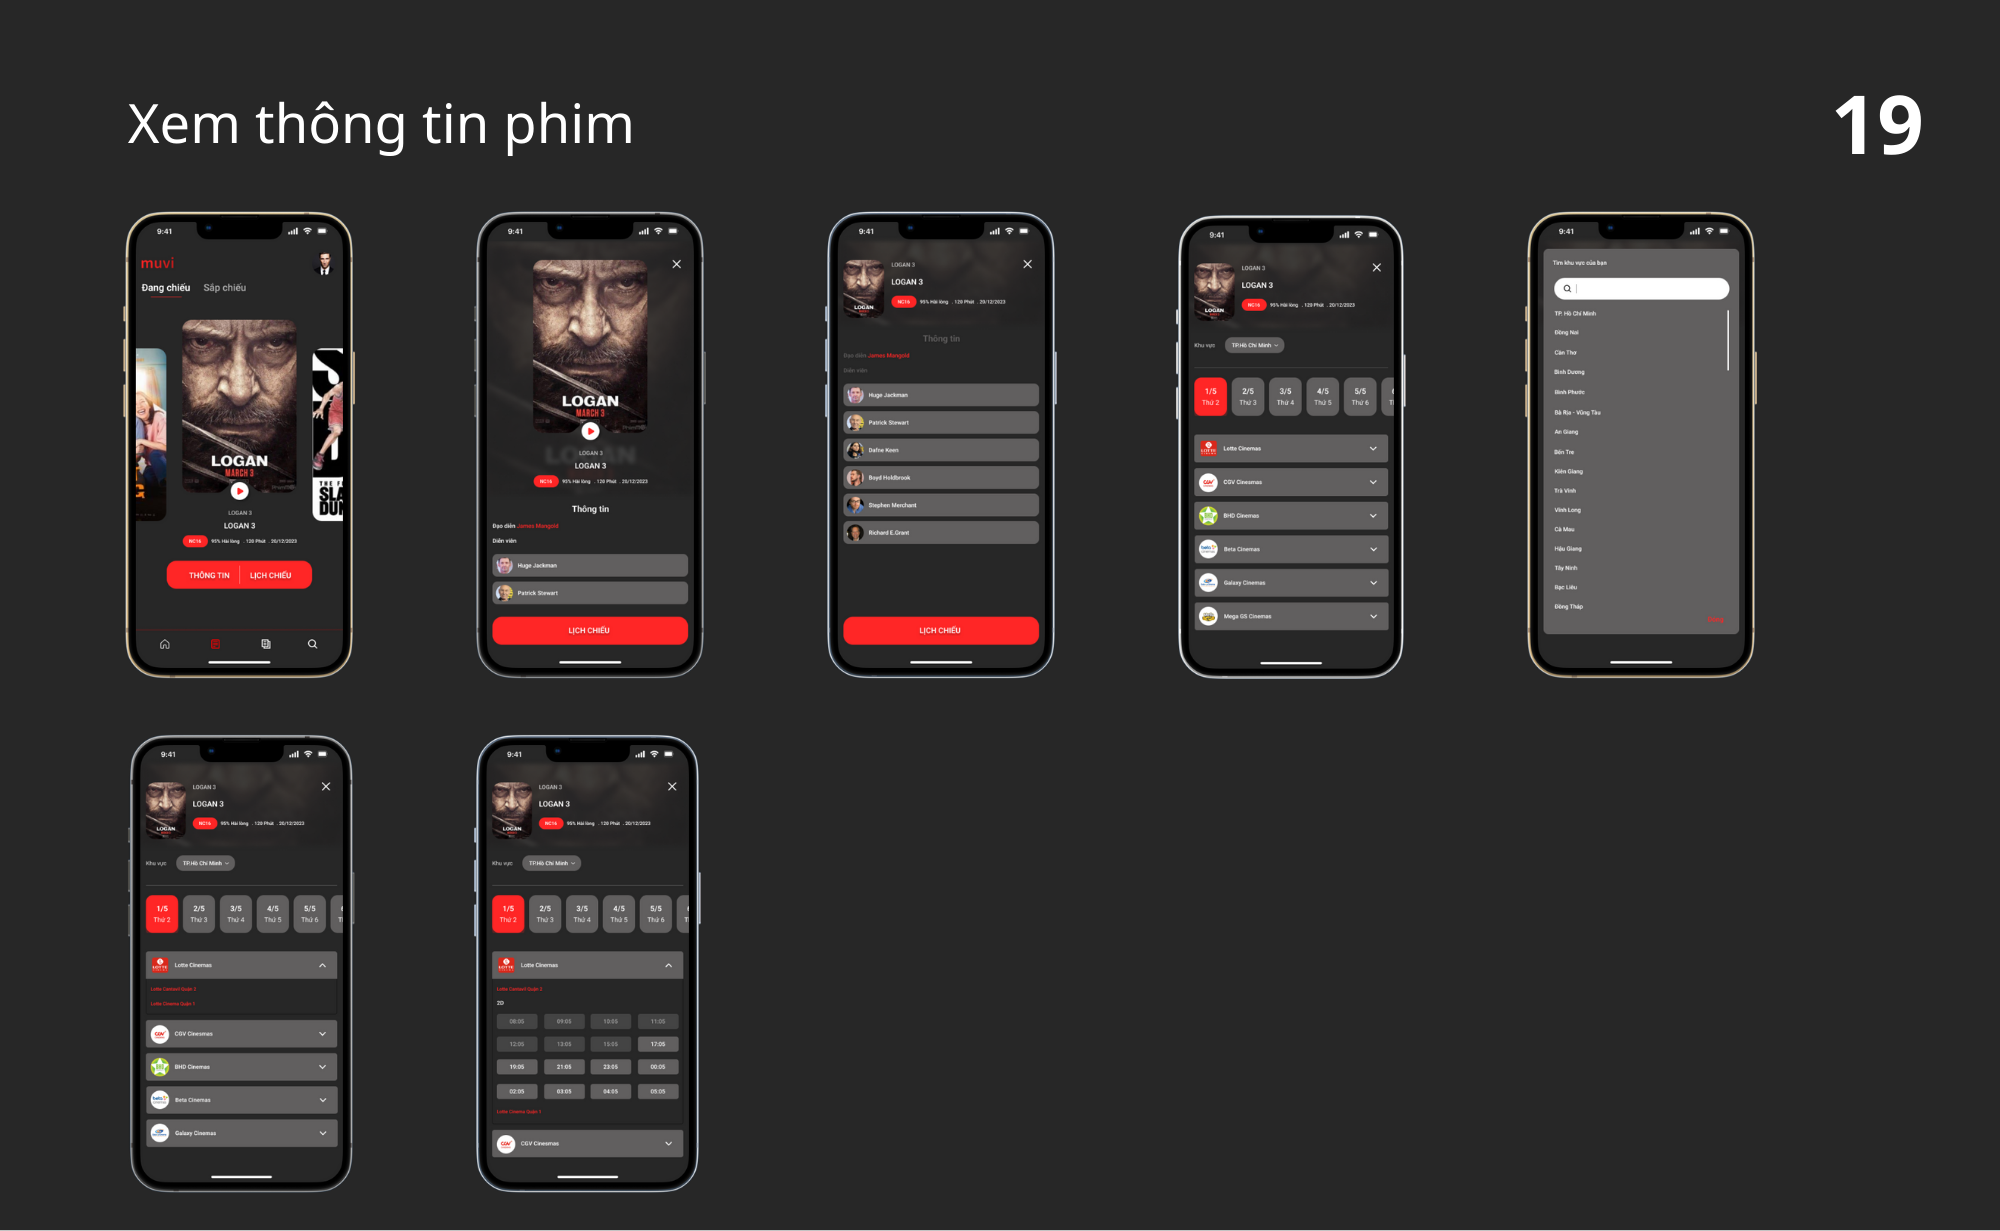 Xem thông tin phim
19
9:41
muvi
Đang chiếu Sắp chiếu
LOGAN
MARCH 3
LOGAN 3
LOGAN 3
NC16 95% Hài lòng . 120 Phút . 20/12/2023
THÔNG TIN LỊCH CHIẾU
9:41
LOGAN
MARCH 3
LOGAN 3
LOGAN 3
NC16 95% Hài lòng . 120 Phút . 20/12/2023
Thông tin
Đạo diễn James Mangold
Diễn viên
Huge Jackman
Patrick Stewart
LỊCH CHIẾU
9:41
LOGAN
LOGAN 3
LOGAN 3
NC16 95% Hài lòng . 120 Phút . 20/12/2023
Thông tin
Đạo diễn James Mangold
Diễn viên
Huge Jackman
Patrick Stewart
Dafne Keen
Boyd Holdbrook
Stephen Merchant
Richard E.Grant
LỊCH CHIẾU
9:41
LOGAN
LOGAN 3
LOGAN 3
NC16 95% Hài lòng . 120 Phút . 20/12/2023
Khu vực TP.Hồ Chí Minh
1/5 2/5 3/5 4/5 5/5
Thứ 2 Thứ 3 Thứ 4 Thứ 5 Thứ 6
Lotte Cinemas
CGV Cinesmas
BHD Cinemas
Beta Cinemas
Galaxy Cinemas
Mega GS Cinemas
9:41
Tìm khu vực của bạn
TP. Hồ Chí Minh
Đồng Nai
Cần Thơ
Bình Dương
Bình Phước
Bà Rịa - Vũng Tàu
An Giang
Bến Tre
Kiên Giang
Trà Vinh
Vĩnh Long
Cà Mau
Hậu Giang
Tây Ninh
Bạc Liêu
Đồng Tháp
9:41
LOGAN
LOGAN 3
LOGAN 3
NC16 95% Hài lòng . 120 Phút . 20/12/2023
Khu vực TP.Hồ Chí Minh
1/5 2/5 3/5 4/5 5/5
Thứ 2 Thứ 3 Thứ 4 Thứ 5 Thứ 6
Lotte Cinemas
Lotte Cinema Quận 1
CGV Cinesmas
BHD Cinemas
Beta Cinemas
Galaxy Cinemas
9:41
LOGAN
LOGAN 3
LOGAN 3
NC16 95% Hài lòng . 120 Phút . 20/12/2023
Khu vực TP.Hồ Chí Minh
1/5 2/5 3/5 4/5 5/5
Thứ 2 Thứ 3 Thứ 4 Thứ 5 Thứ 6
Lotte Cinemas
2D
08:05 09:05 10:05 11:05
12:05 13:05 15:05 17:05
19:05 21:05 23:05 00:05
02:05 03:05 04:05 05:05
Lotte Cinema Quận 1
CGV Cinesmas